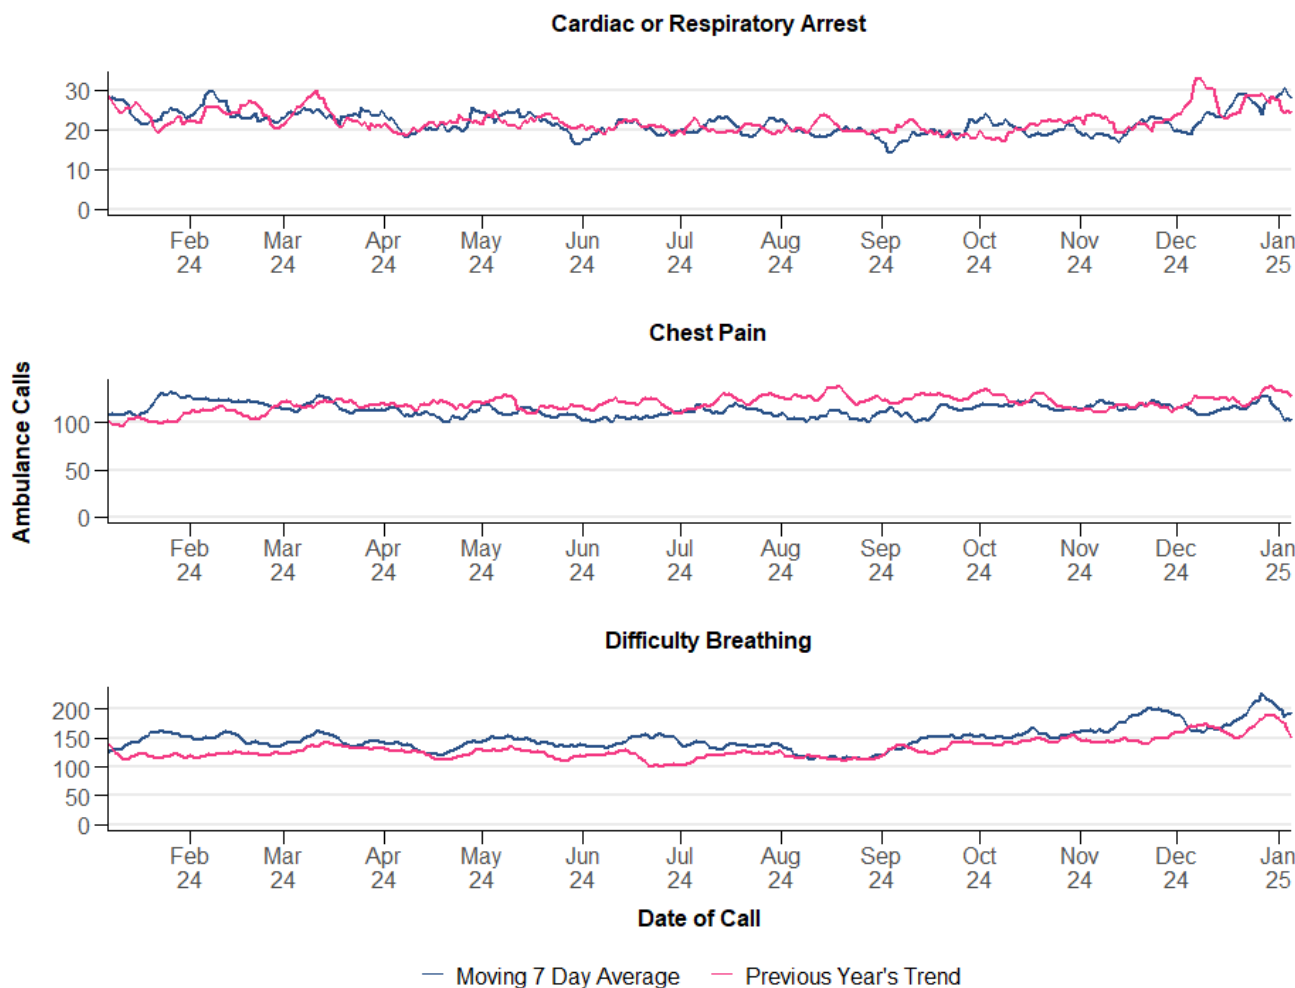 Cardiac or Respiratory Arrest
30
20
10
0
Feb Mar Apr May Jun Jul Aug Sep Oct Nov Dec Jan
24 24 24 24 24 24 24 24 24 24 24 25
Chest Pain
Ambulance Calls
100
50
0
Feb Mar Apr May Jun Jul Aug Sep Oct Nov Dec Jan
24 24 24 24 24 24 24 24 24 24 24 25
Difficulty Breathing
200
150
100
50
0
Feb Mar Apr May Jun Jul Aug Sep Oct Nov Dec Jan
24 24 24 24 24 24 24 24 24 24 24 25
Date of Call
Moving 7 Day Average Previous Year's Trend